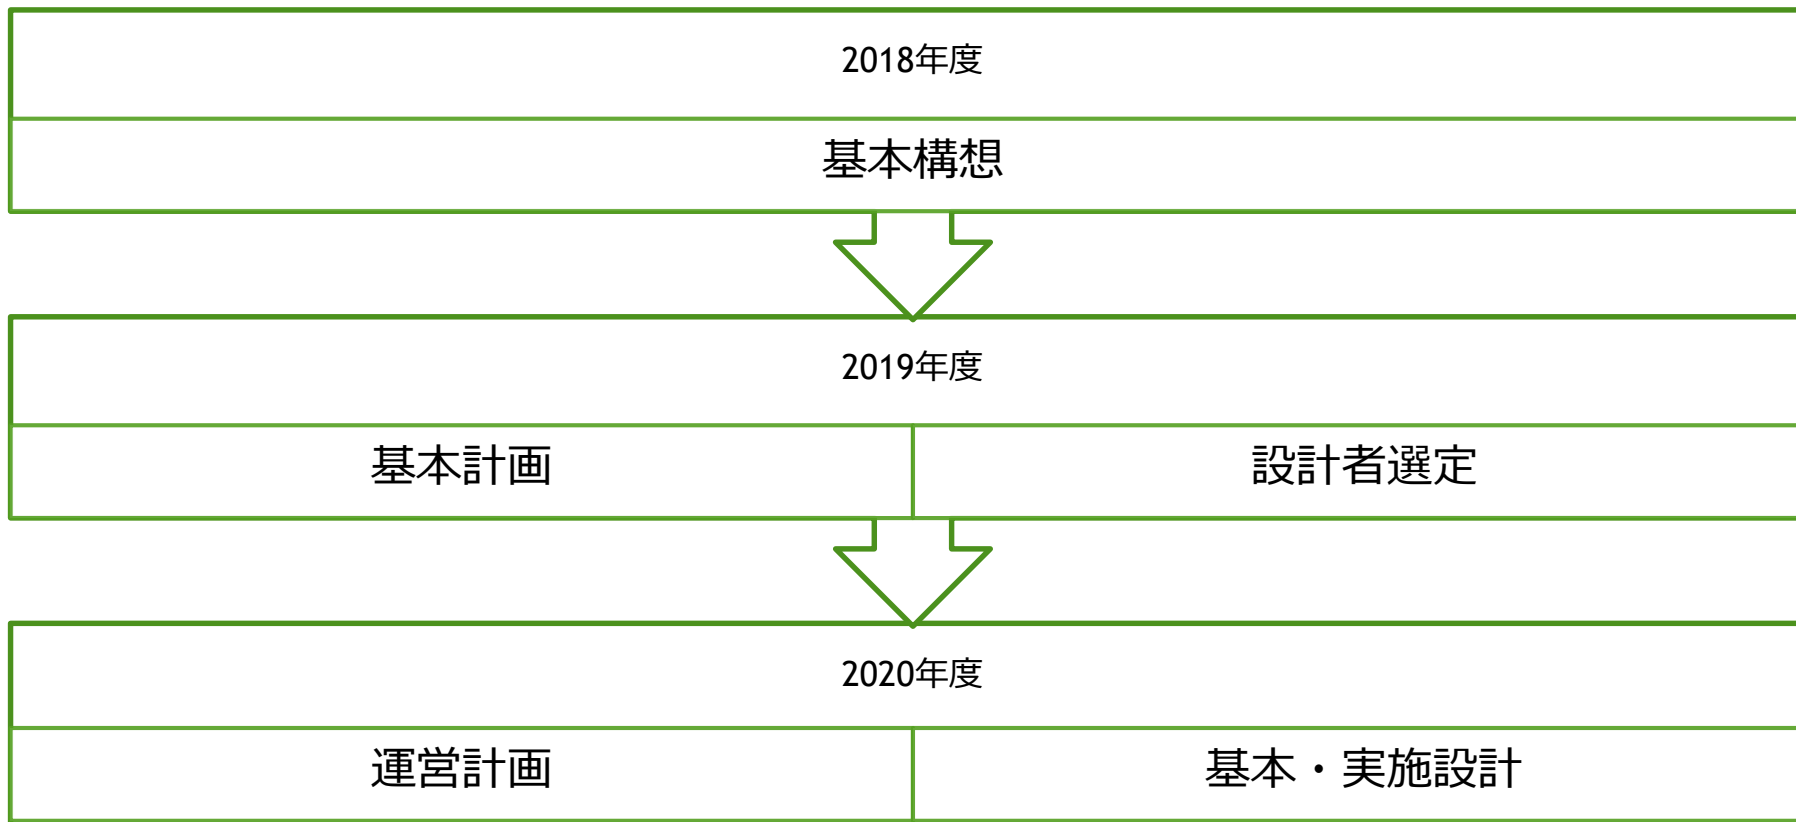 2018年度
基本構想
2019年度
基本計画
設計者選定
2020年度
運営計画
基本・実施設計